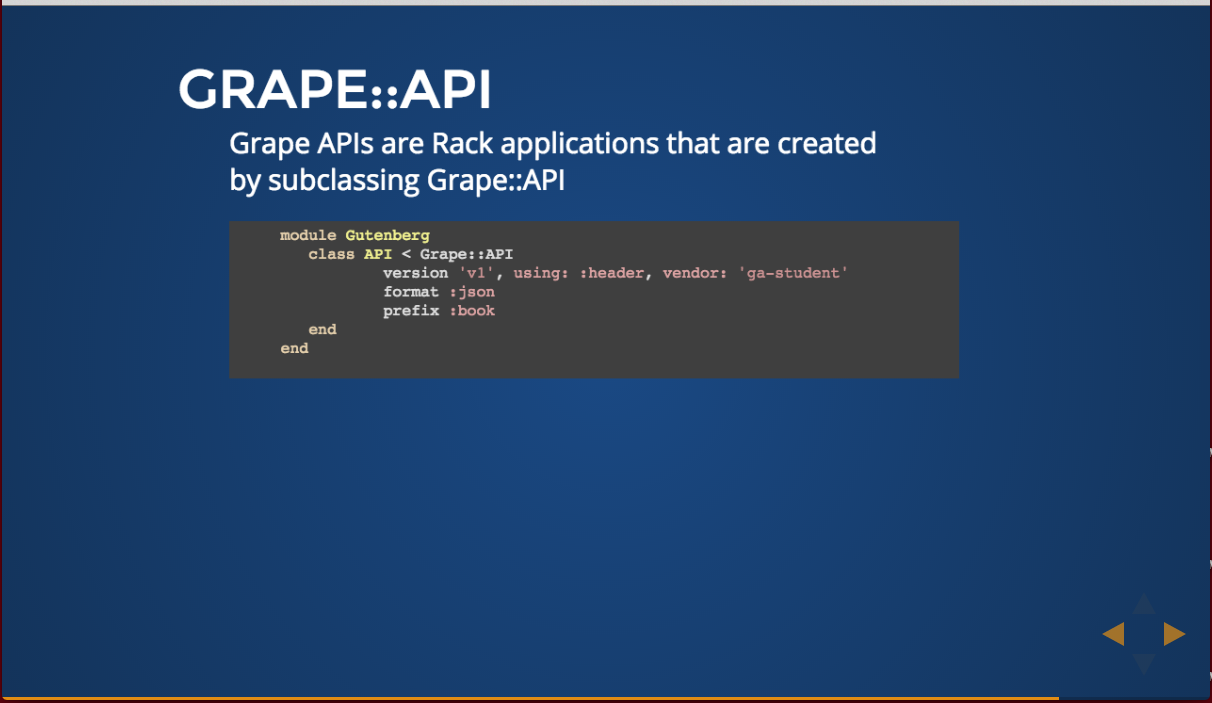 GRAPE::API
Grape APIs are Rack applications that are created
by subclassing Grape::API
module Gutenberg
class API < Grape::API
version 'v1', using: :header, vendor: 'ga-student'
format :json
prefix :book
end
end